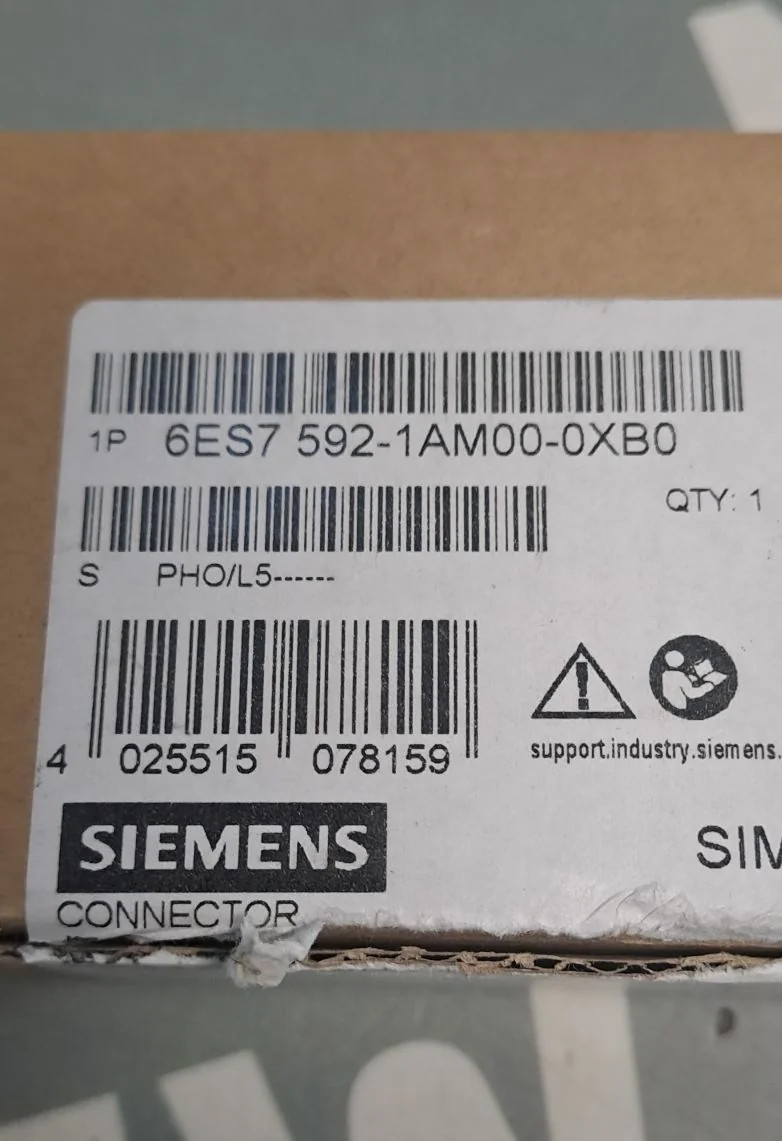 1P 6ES7 592-1AM00-0XB0
QTY: 1
S PHO/L5------
4 025515 078159
support.industry.siemens.
SIEMENS
SIM
CONNECTOR